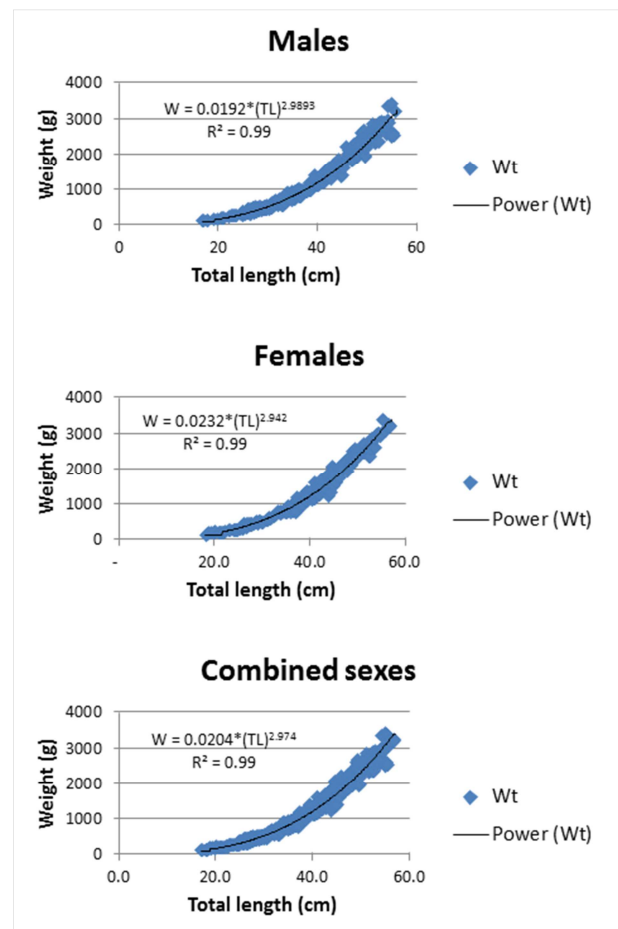 Males
4000
3000
2000
1000
0
Weight (g)
W = 0.0192*(TL)^2.9893
R² = 0.99
0 20 40 60
Total length (cm)
Wt
Power (Wt)
Females
4000
3000
2000
1000
0
Weight (g)
W = 0.0232*(TL)^2.942
R² = 0.99
- 20.0 40.0 60.0
Total length (cm)
Wt
Power (Wt)
Combined sexes
4000
3000
2000
1000
0
Weight (g)
W = 0.0204*(TL)^2.974
R² = 0.99
0.0 20.0 40.0 60.0
Total length (cm)
Wt
Power (Wt)